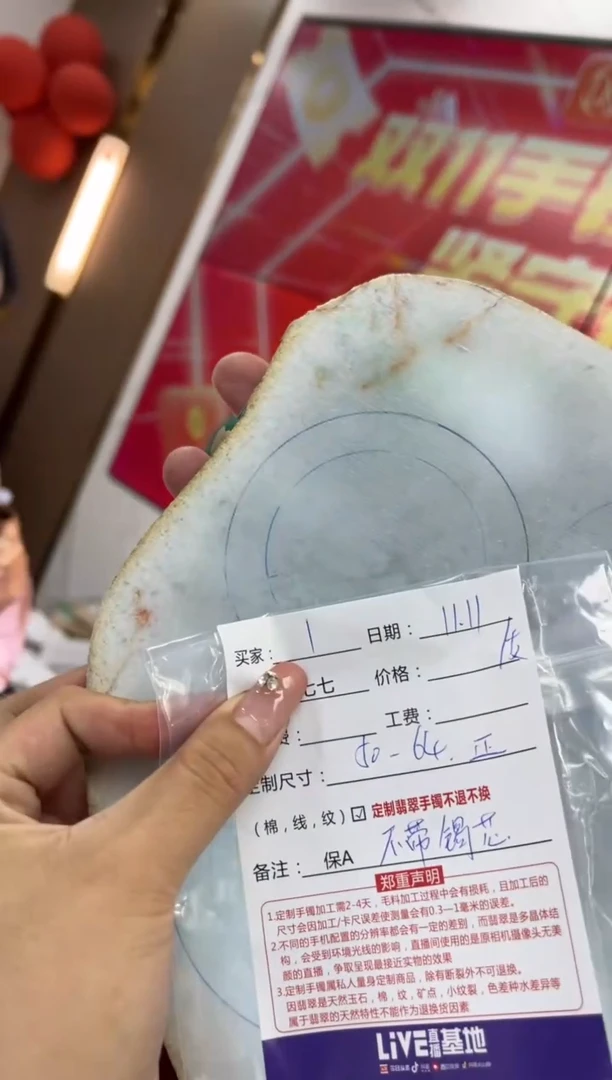 双11手
坚守
买家： 1 日期： 11.11
七七 价格：
费： 工费：
定制尺寸： 50-64. 正
(棉，线，纹) ☑ 定制翡翠手镯不退不换
备注： 保A 不带镯芯
郑重声明
1.定制手镯加工需2-4天，毛料加工过程中会有损耗，且加工后的
尺寸会因加工/卡尺误差使测量会有0.3—1毫米的误差。
2.不同的手机配置的分辨率都会有一定的差别，而翡翠是多晶体结
构，会受到环境光线的影响，直播间使用的是原相机摄像头无美
颜的直播，争取呈现最接近实物的效果
3.定制手镯属私人量身定制商品，除有断裂外不可退换。
因翡翠是天然玉石，棉，纹，矿点，小纹裂，色差种水差异等
属于翡翠的天然特性不能作为退换货因素
LIVE直播基地